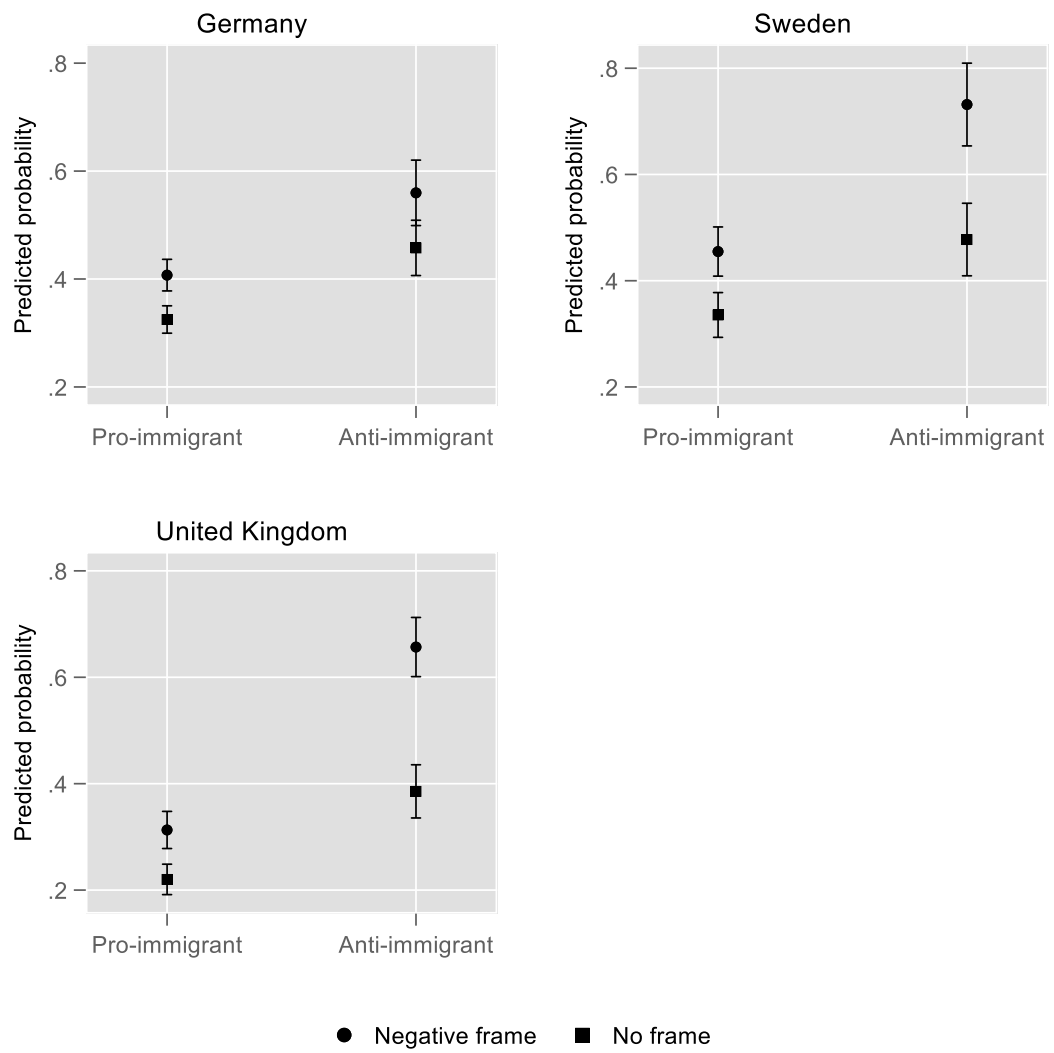 Germany
Predicted probability
.8
.6
.4
.2
Pro-immigrant
Anti-immigrant
Sweden
Predicted probability
.8
.6
.4
.2
Pro-immigrant
Anti-immigrant
United Kingdom
Predicted probability
.8
.6
.4
.2
Pro-immigrant
Anti-immigrant
Negative frame
No frame